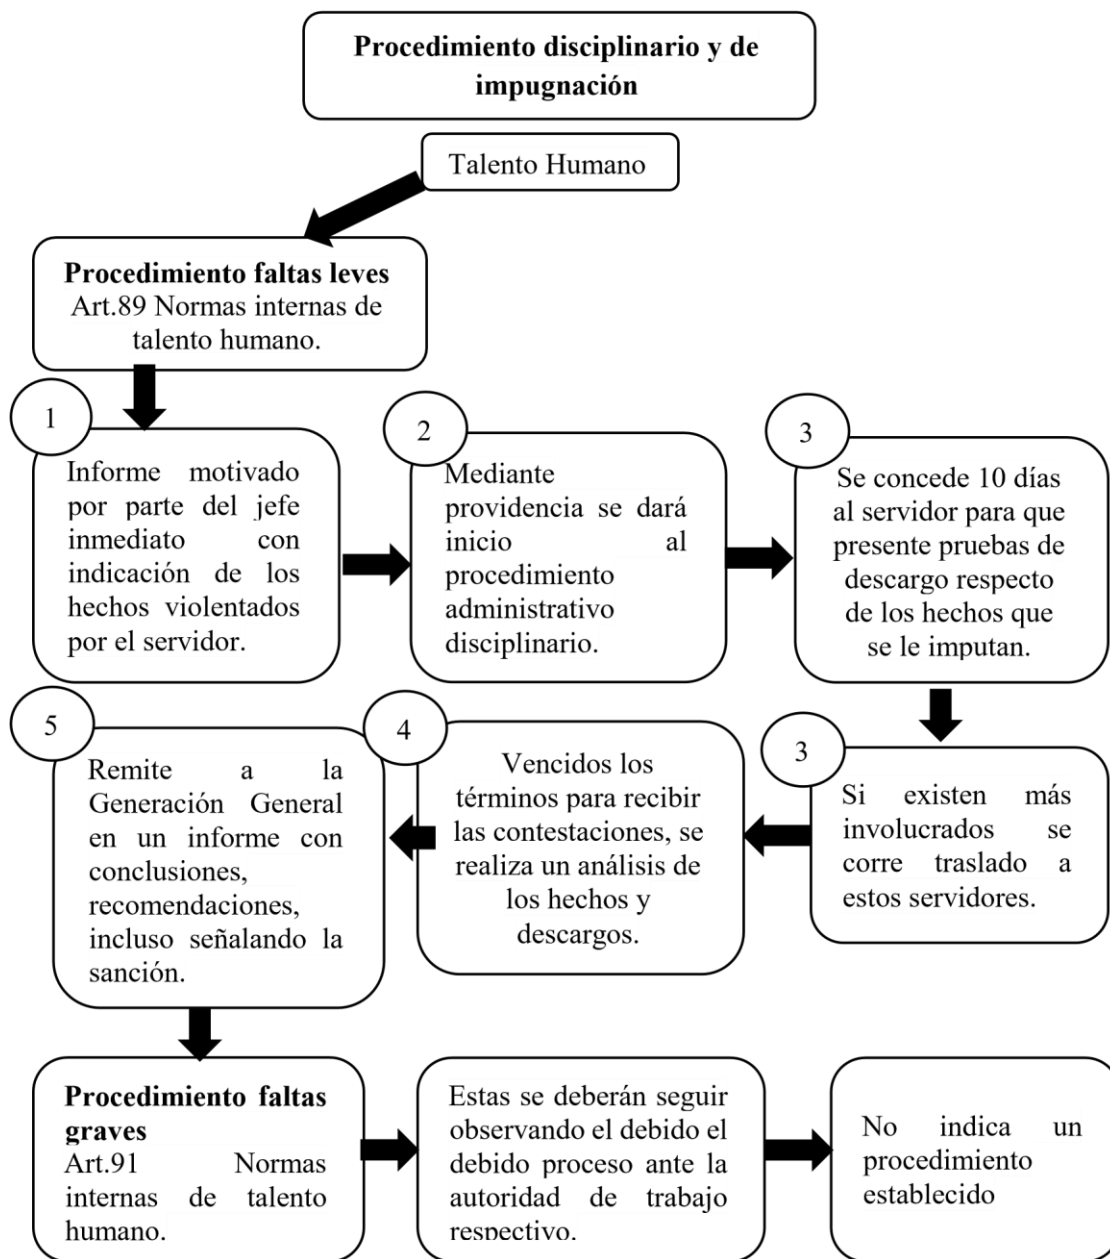 Procedimiento disciplinario y de
impugnación
Talento Humano
Procedimiento faltas leves
Art.89 Normas internas de
talento humano.
1
Informe motivado
por parte del jefe
inmediato con
indicación de los
hechos violentados
por el servidor.
2
Mediante
providencia se dará
inicio al
procedimiento
administrativo
disciplinario.
3
Se concede 10 días
al servidor para que
presente pruebas de
descargo respecto
de los hechos que
se le imputan.
3
Si existen más
involucrados se
corre traslado a
estos servidores.
4
Vencidos los
términos para recibir
las contestaciones, se
realiza un análisis de
los hechos y
descargos.
5
Remite a la
Generación General
en un informe con
conclusiones,
recomendaciones,
incluso señalando la
sanción.
Procedimiento faltas
graves
Art.91 Normas
internas de talento
humano.
Estas se deberán seguir
observando el debido el
debido proceso ante la
autoridad de trabajo
respectivo.
No indica un
procedimiento
establecido